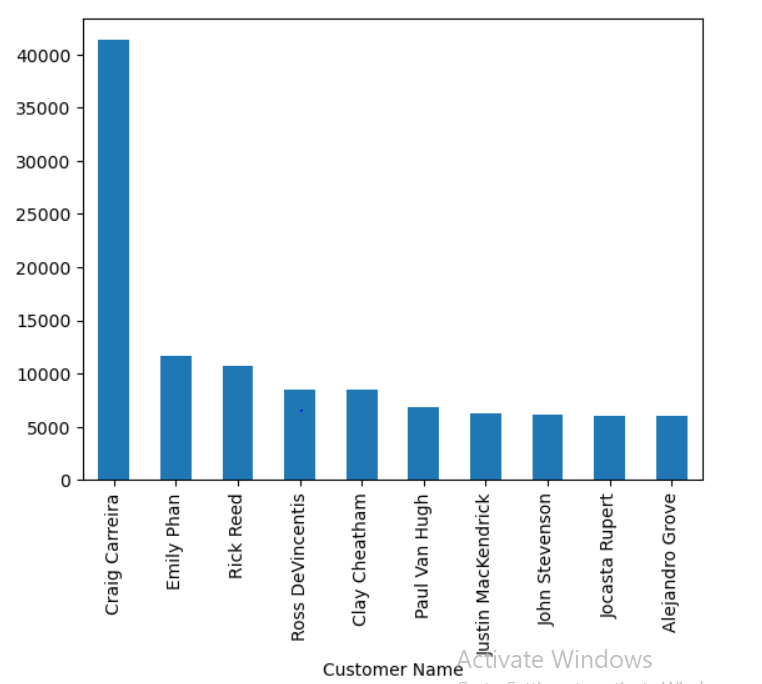 40000
35000
30000
25000
20000
15000
10000
5000
0
Craig Carreira
Emily Phan
Rick Reed
Ross DeVincentis
Clay Cheatham
Paul Van Hugh
Justin MacKendrick
John Stevenson
Jocasta Rupert
Alejandro Grove
Customer Name
Activate Windows